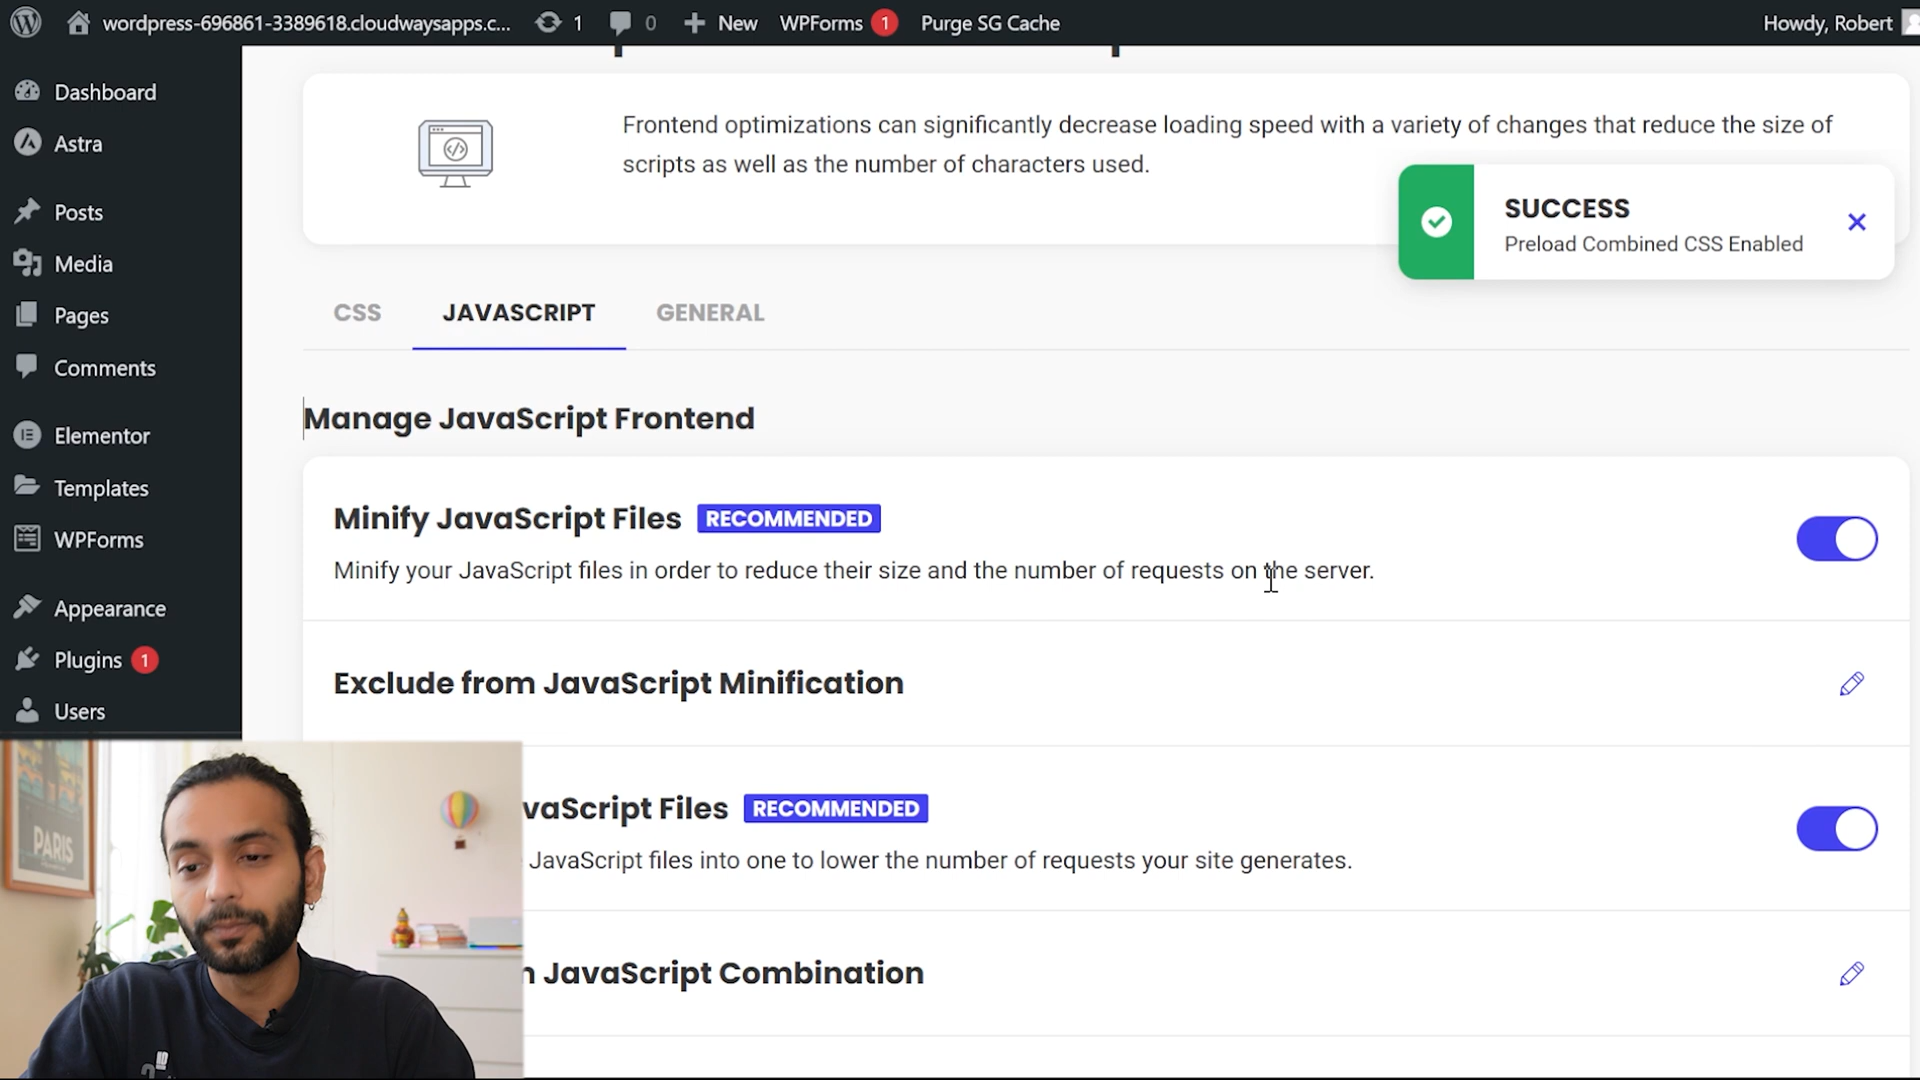 wordpress-696861-3389618.cloudwaysapps.c... 1 0 New WPForms 1 Purge SG Cache Howdy, Robert
Dashboard
Astra
Posts
Media
Pages
Comments
Elementor
Templates
WPForms
Appearance
Plugins 1
Users
Frontend optimizations can significantly decrease loading speed with a variety of changes that reduce the size of
scripts as well as the number of characters used.
SUCCESS
Preload Combined CSS Enabled
CSS JAVASCRIPT GENERAL
Manage JavaScript Frontend
Minify JavaScript Files RECOMMENDED
Minify your JavaScript files in order to reduce their size and the number of requests on the server.
Exclude from JavaScript Minification
vaScript Files RECOMMENDED
JavaScript files into one to lower the number of requests your site generates.
JavaScript Combination
PARIS